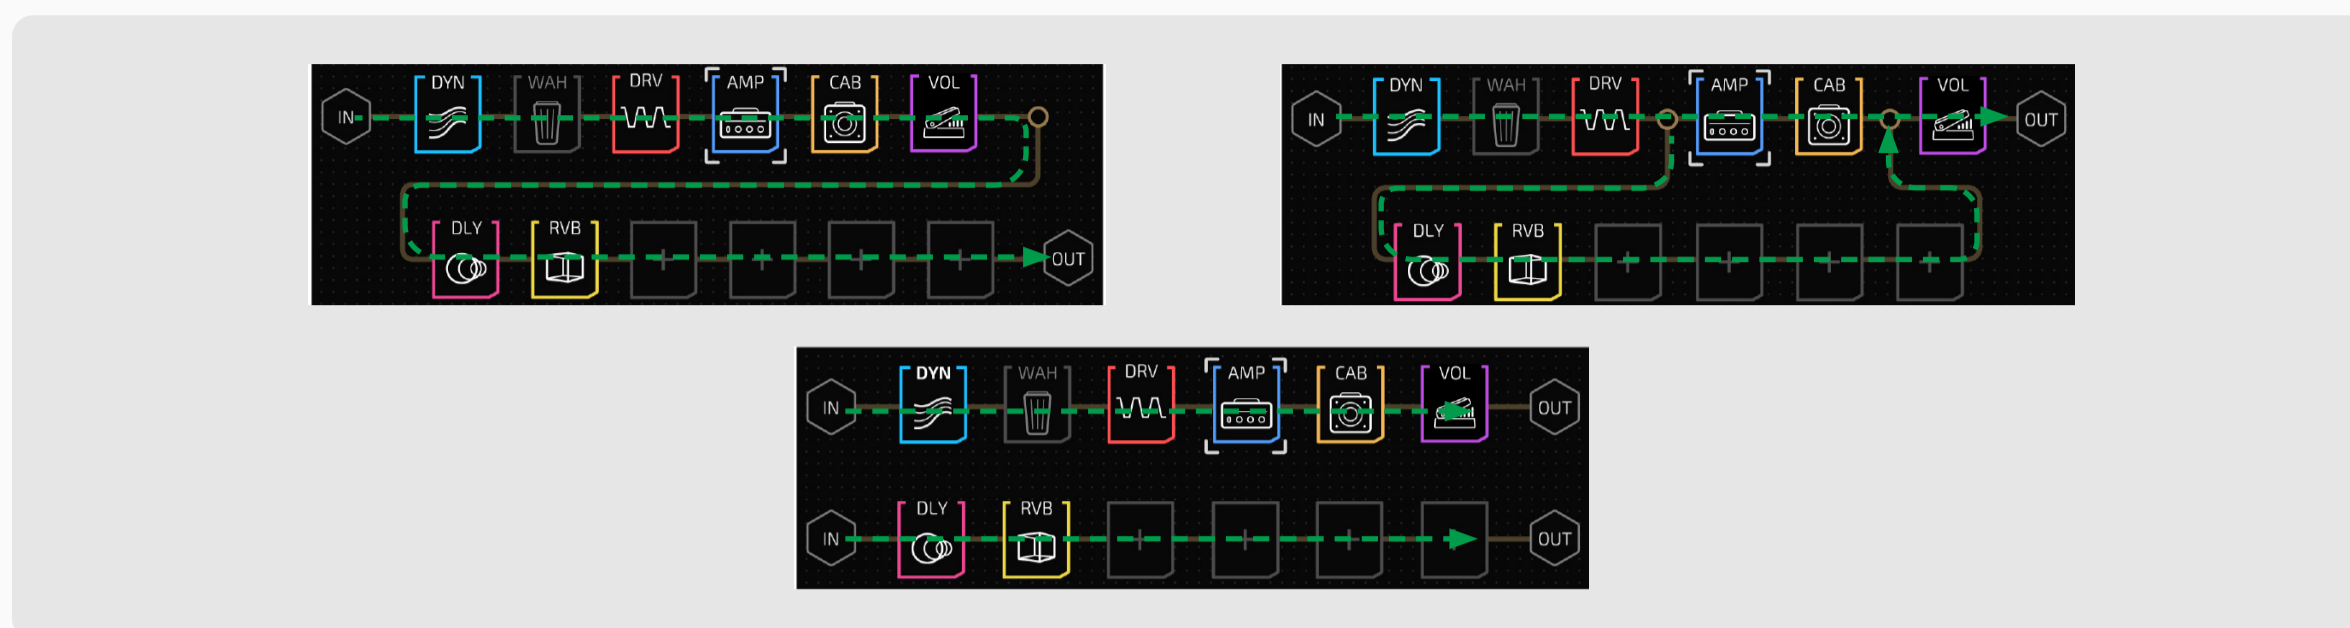 DYN WAH DRV AMP CAB VOL
IN
DLY RVB
OUT
DYN WAH DRV AMP CAB VOL
IN OUT
DLY RVB
DYN WAH DRV AMP CAB VOL
IN OUT
DLY RVB
IN OUT